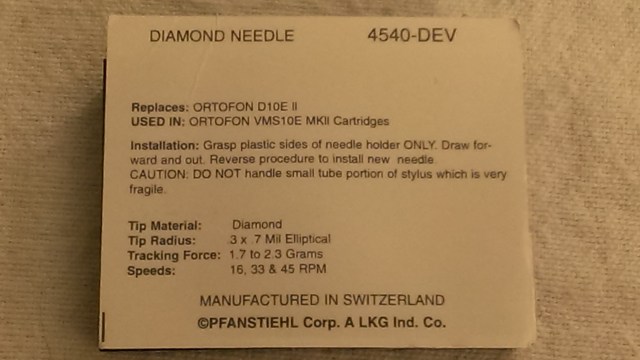 DIAMOND NEEDLE 4540-DEV
Replaces: ORTOFON D10E II
USED IN: ORTOFON VMS10E MKII Cartridges
Installation: Grasp plastic sides of needle holder ONLY. Draw for-
ward and out. Reverse procedure to install new needle.
CAUTION: DO NOT handle small tube portion of stylus which is very
fragile.
Tip Material: Diamond
Tip Radius: .3 x .7 Mil Elliptical
Tracking Force: 1.7 to 2.3 Grams
Speeds: 16, 33 & 45 RPM
MANUFACTURED IN SWITZERLAND
©PFANSTIEHL Corp. A LKG Ind. Co.